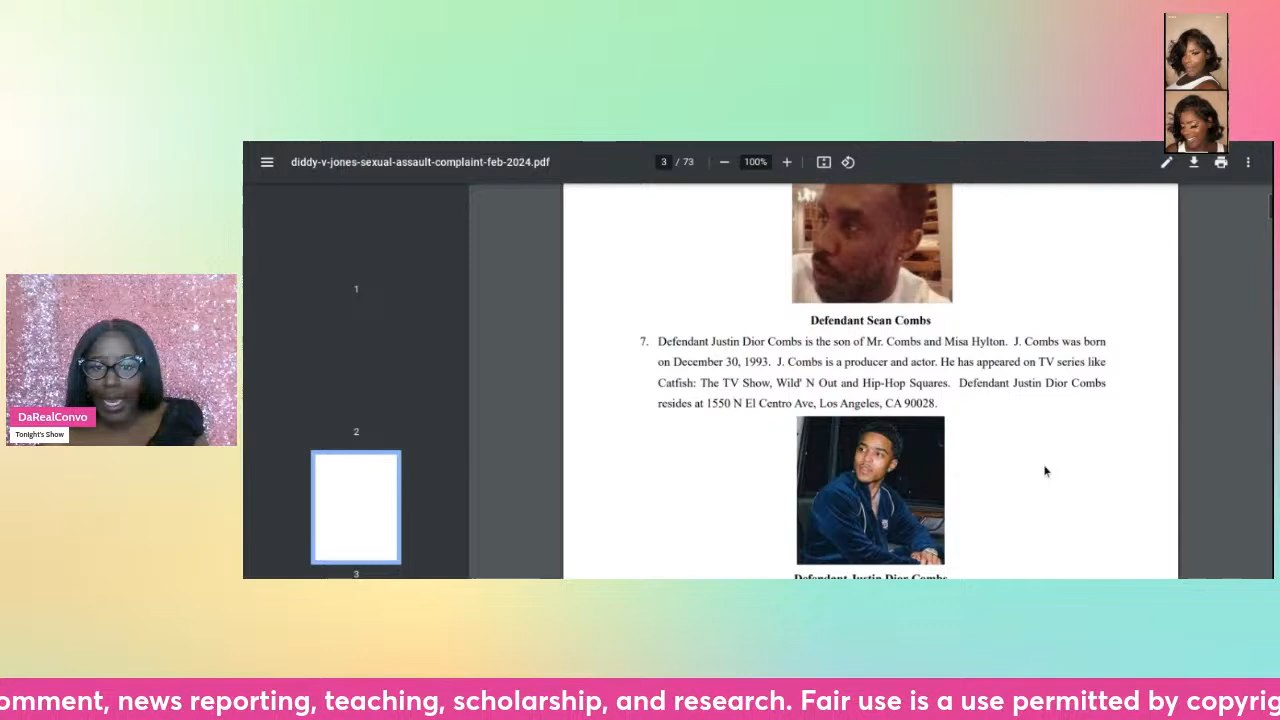 diddy-v-jones-sexual-assault-complaint-feb-2024.pdf
3 / 73
100%
1
2
3
Defendant Sean Combs
7. Defendant Justin Dior Combs is the son of Mr. Combs and Misa Hylton. J. Combs was born
on December 30, 1993. J. Combs is a producer and actor. He has appeared on TV series like
Catfish: The TV Show, Wild' N Out and Hip-Hop Squares. Defendant Justin Dior Combs
resides at 1550 N El Centro Ave, Los Angeles, CA 90028.
Defendant Justin Dior Combs
DaRealConvo
Tonight's Show
omment, news reporting, teaching, scholarship, and research. Fair use is a use permitted by copyrig